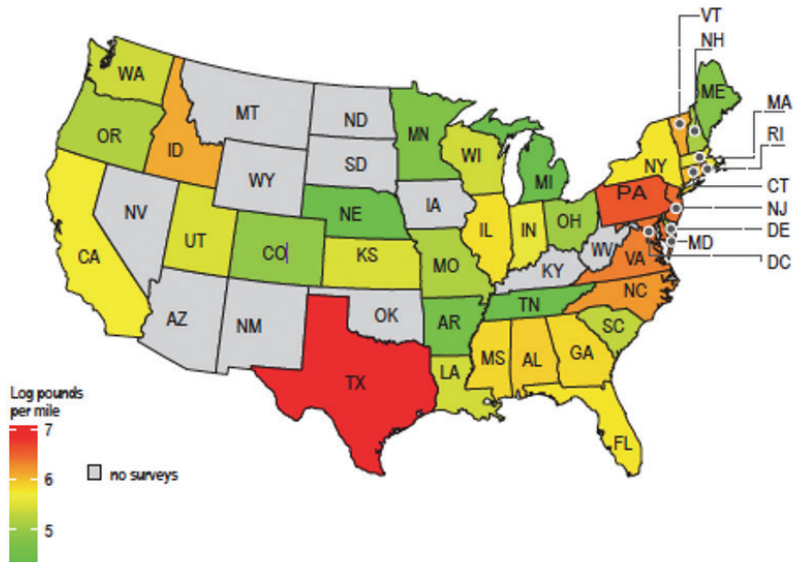 VT
NH
WA
ME
MT
ND
MA
OR
MN
RI
ID
SD
WI
NY
WY
MI
CT
PA
IA
NJ
NE
NV
OH
DE
IL
IN
UT
MD
CO
WV
CA
KS
MO
VA
DC
KY
NC
TN
OK
AZ
NM
AR
SC
MS
AL
GA
TX
LA
Log pounds
per mile
7
FL
no surveys
6
5